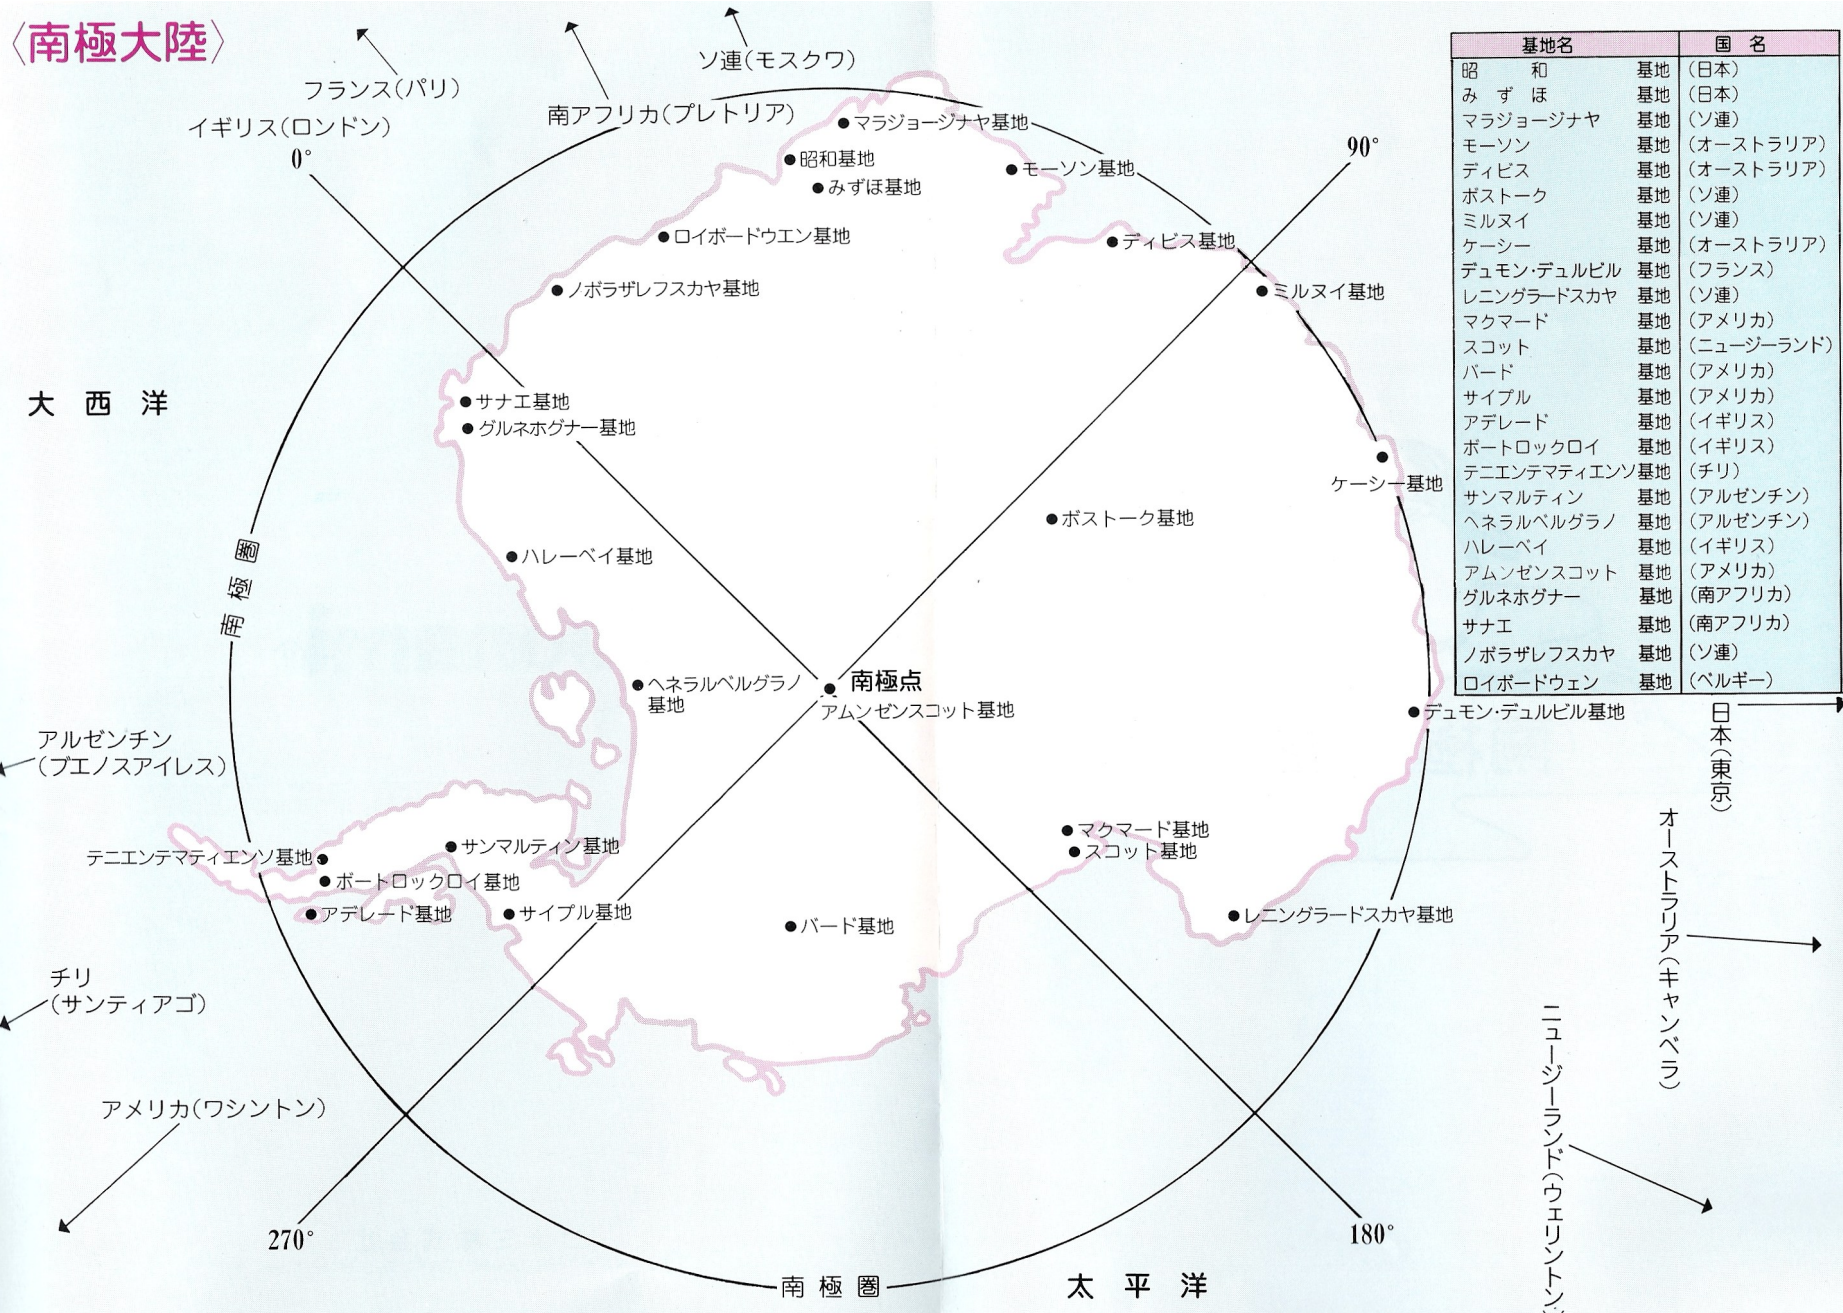 〈南極大陸〉
フランス(パリ)
ソ連(モスクワ)
イギリス(ロンドン)
南アフリカ(プレトリア)
0°
90°
マラジョージナヤ基地
昭和基地
モーソン基地
みずほ基地
ロイボードウエン基地
ディビス基地
ノボラザレフスカヤ基地
ミルヌイ基地
大西洋
サナエ基地
グルネホグナー基地
ケーシー基地
ボストーク基地
南極圏
ハレーベイ基地
ヘネラルベルグラノ
基地
南極点
アムンゼンスコット基地
デュモン・デュルビル基地
アルゼンチン
(ブエノスアイレス)
マクマード基地
スコット基地
テニエンテマティエンソ基地
サンマルティン基地
ボートロックロイ基地
アデレード基地
サイプル基地
バード基地
レニングラードスカヤ基地
チリ
(サンティアゴ)
アメリカ(ワシントン)
270°
180°
南極圏
太平洋
基地名 国名
昭和基地 (日本)
みずほ基地 (日本)
マラジョージナヤ 基地 (ソ連)
モーソン 基地 (オーストラリア)
ディビス 基地 (オーストラリア)
ボストーク 基地 (ソ連)
ミルヌイ 基地 (ソ連)
ケーシー 基地 (オーストラリア)
デュモン・デュルビル 基地 (フランス)
レニングラードスカヤ 基地 (ソ連)
マクマード 基地 (アメリカ)
スコット 基地 (ニュージーランド)
バード 基地 (アメリカ)
サイプル 基地 (アメリカ)
アデレード 基地 (イギリス)
ボートロックロイ 基地 (イギリス)
テニエンテマティエンソ基地 (チリ)
サンマルティン 基地 (アルゼンチン)
ヘネラルベルグラノ 基地 (アルゼンチン)
ハレーベイ 基地 (イギリス)
アムンゼンスコット 基地 (アメリカ)
グルネホグナー 基地 (南アフリカ)
サナエ 基地 (南アフリカ)
ノボラザレフスカヤ 基地 (ソ連)
ロイボードウェン 基地 (ベルギー)
日本(東京)
オーストラリア(キャンベラ)
ニュージーランド(ウェリントン)